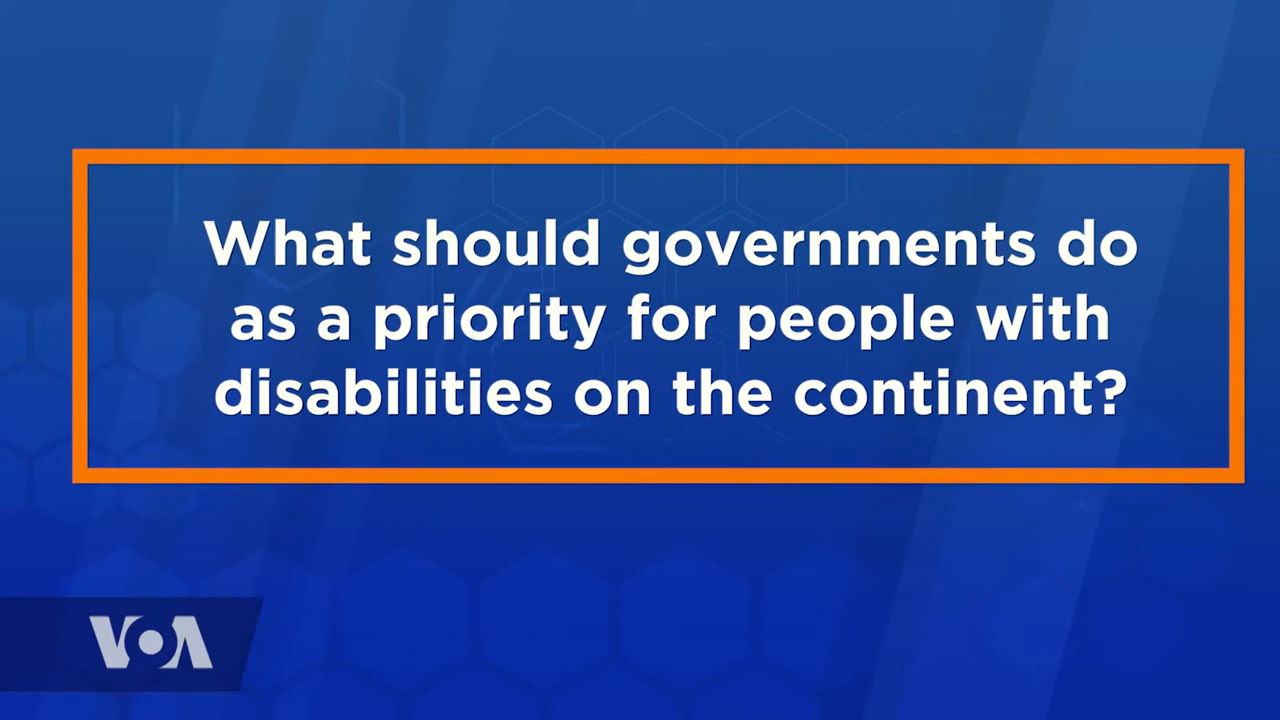 What should governments do
as a priority for people with
disabilities on the continent?
VOA